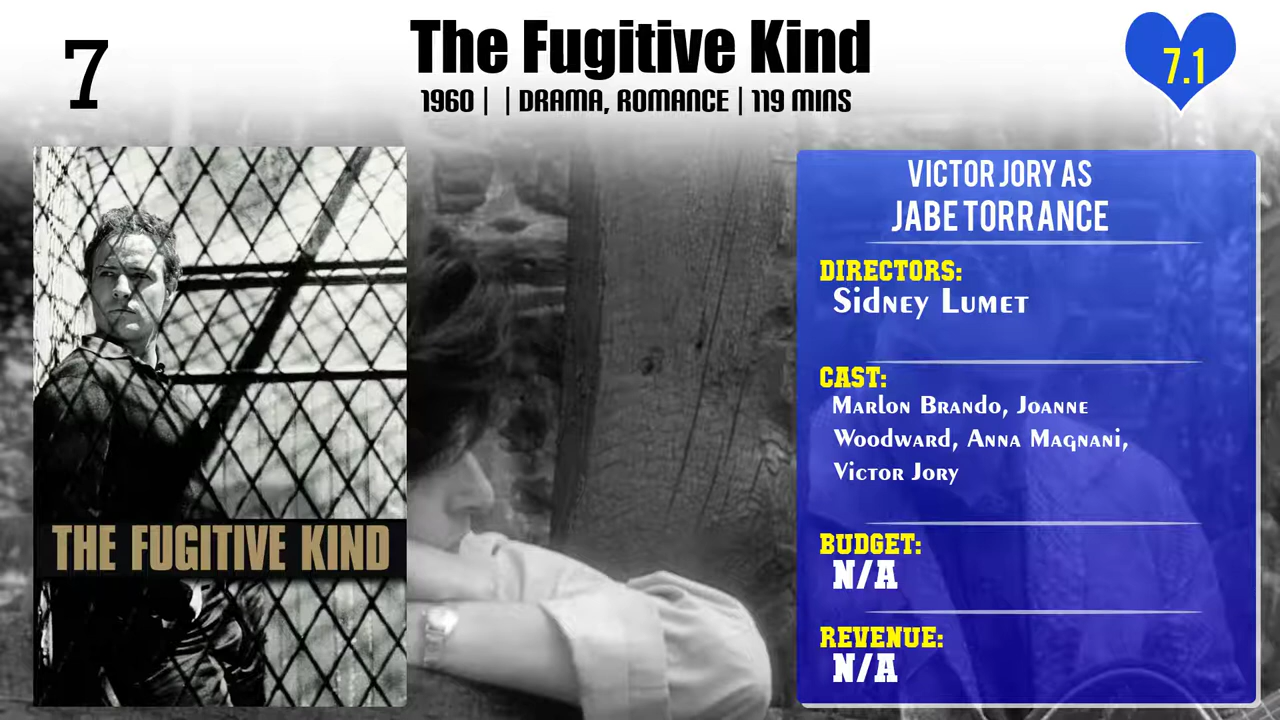 7
The Fugitive Kind
7.1
1960 | | DRAMA, ROMANCE | 119 MINS
THE FUGITIVE KIND
VICTOR JORY AS
JABE TORRANCE
DIRECTORS:
Sidney Lumet
CAST:
Marlon Brando, Joanne
Woodward, Anna Magnani,
Victor Jory
BUDGET:
N/A
REVENUE:
N/A